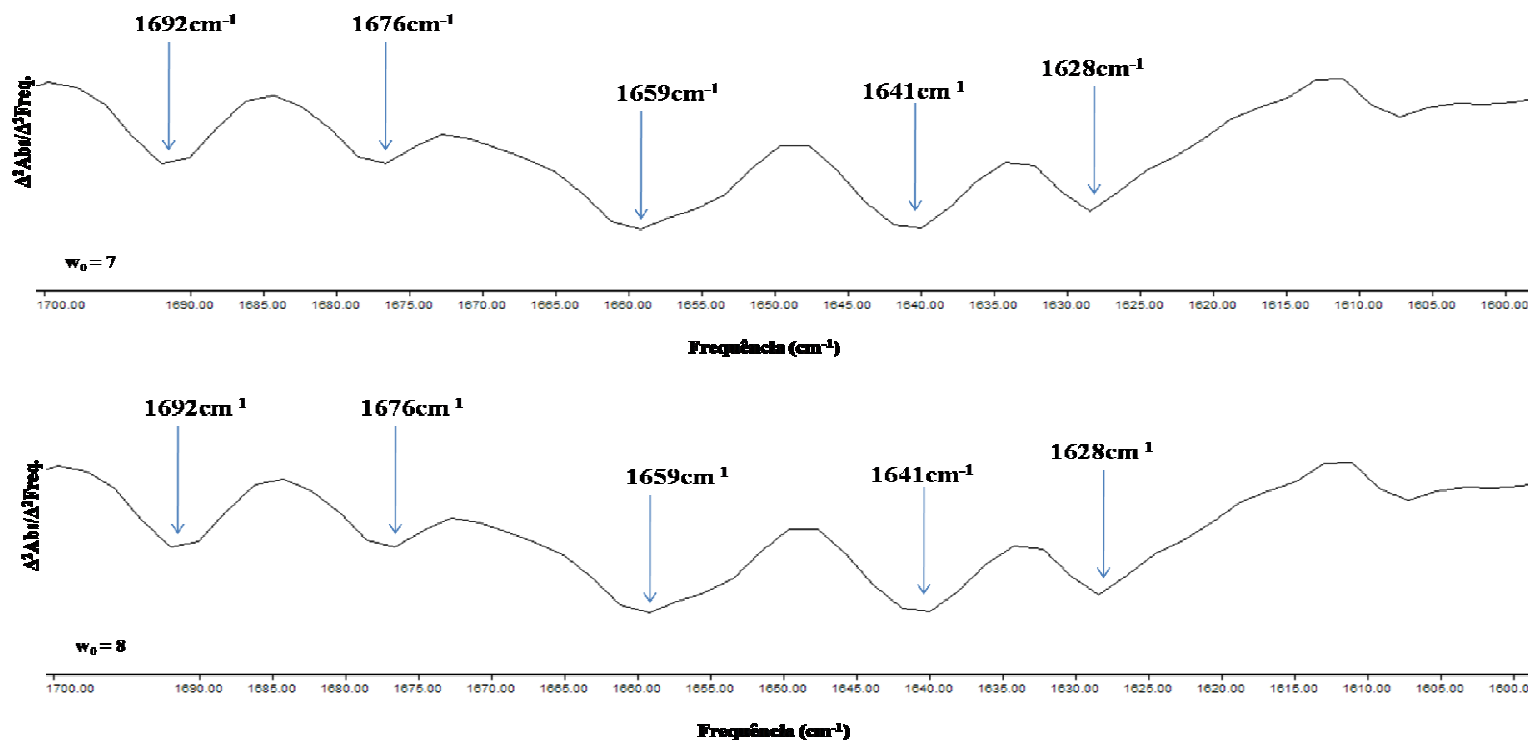 1692cm-1
1676cm-1
1659cm-1
1641cm 1
1628cm-1
Δ²Abs/Δ²Freq.
w₀ = 7
1700.00 1690.00 1685.00 1680.00 1675.00 1670.00 1665.00 1660.00 1655.00 1650.00 1645.00 1640.00 1635.00 1630.00 1625.00 1620.00 1615.00 1610.00 1605.00 1600.00
Frequência (cm-1)
1692cm 1
1676cm 1
1659cm 1
1641cm-1
1628cm 1
Δ²Abs/Δ²Freq.
w₀ = 8
1700.00 1690.00 1685.00 1680.00 1675.00 1670.00 1665.00 1660.00 1655.00 1650.00 1645.00 1640.00 1635.00 1630.00 1625.00 1620.00 1615.00 1610.00 1605.00 1600.00
Frequência (cm-1)